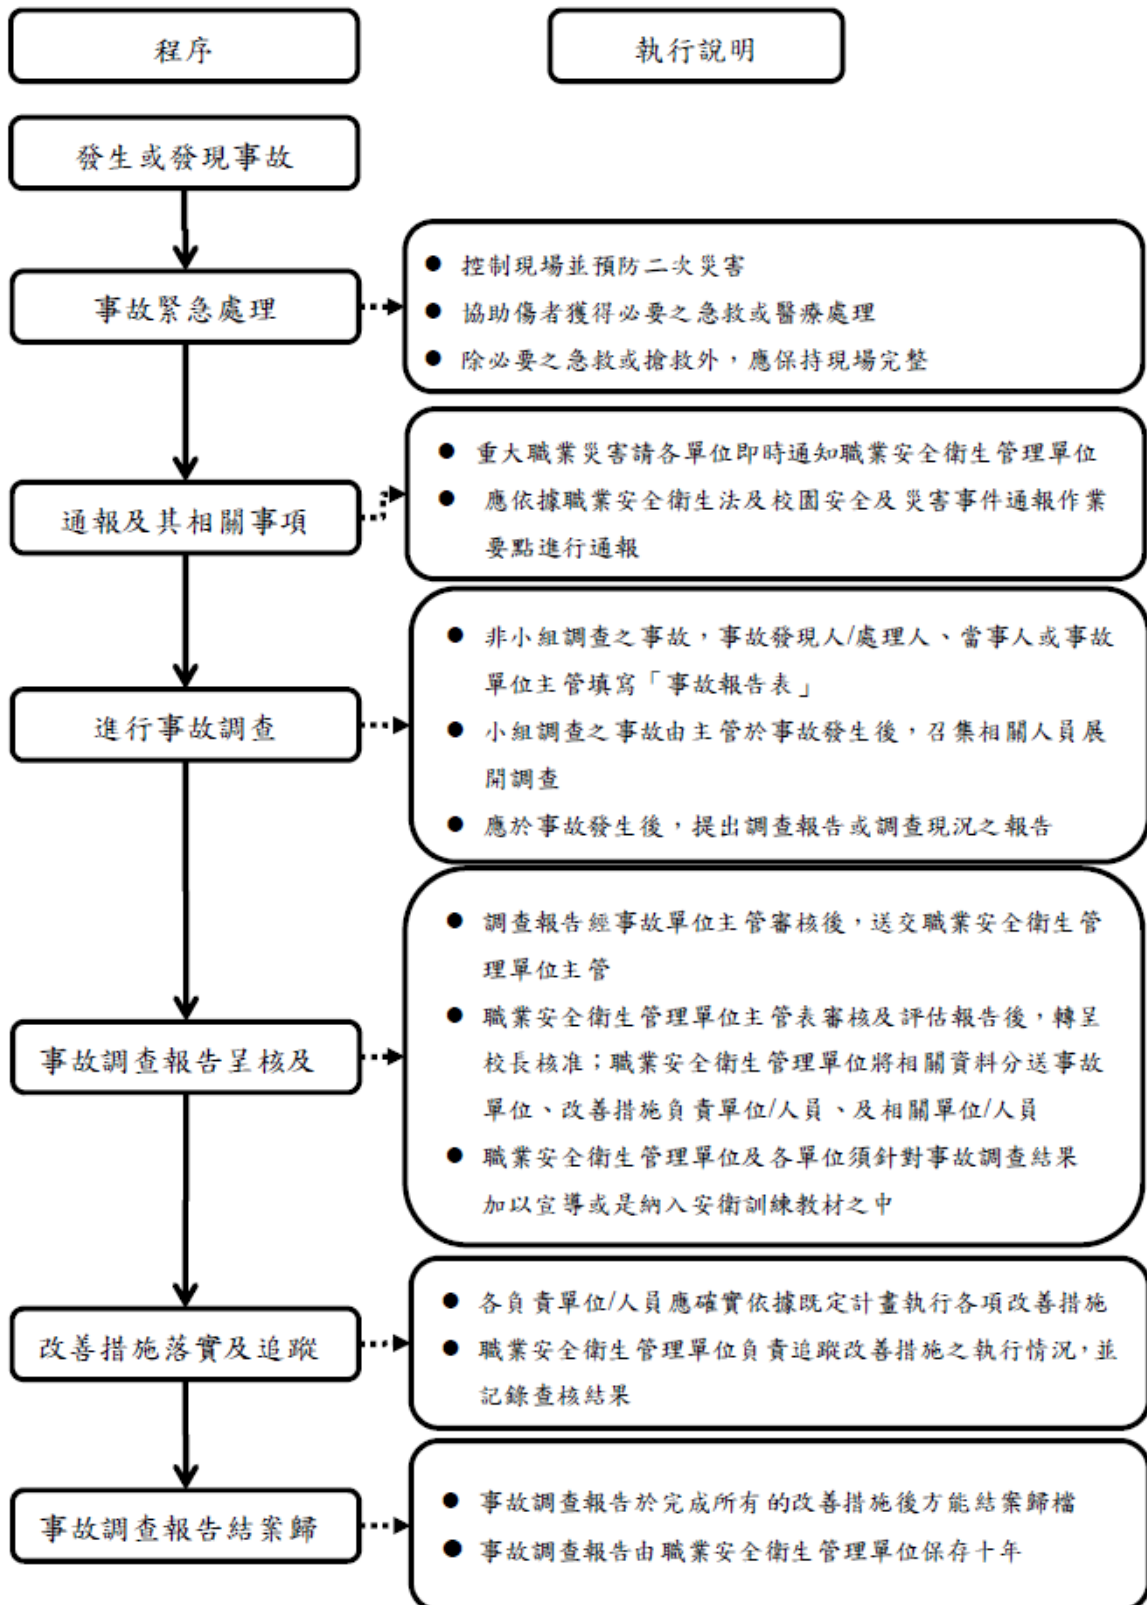 程序
執行說明
發生或發現事故
事故緊急處理
● 控制現場並預防二次災害
● 協助傷者獲得必要之急救或醫療處理
● 除必要之急救或搶救外，應保持現場完整
通報及其相關事項
● 重大職業災害請各單位即時通知職業安全衛生管理單位
● 應依據職業安全衛生法及校園安全及災害事件通報作業
要點進行通報
進行事故調查
● 非小組調查之事故，事故發現人/處理人、當事人或事故
單位主管填寫「事故報告表」
● 小組調查之事故由主管於事故發生後，召集相關人員展
開調查
● 應於事故發生後，提出調查報告或調查現況之報告
事故調查報告呈核及
● 調查報告經事故單位主管審核後，送交職業安全衛生管
理單位主管
● 職業安全衛生管理單位主管表審核及評估報告後，轉呈
校長核准；職業安全衛生管理單位將相關資料分送事故
單位、改善措施負責單位/人員、及相關單位/人員
● 職業安全衛生管理單位及各單位須針對事故調查結果
加以宣導或是納入安衛訓練教材之中
改善措施落實及追蹤
● 各負責單位/人員應確實依據既定計畫執行各項改善措施
● 職業安全衛生管理單位負責追蹤改善措施之執行情況，並
記錄查核結果
事故調查報告結案歸
● 事故調查報告於完成所有的改善措施後方能結案歸檔
● 事故調查報告由職業安全衛生管理單位保存十年